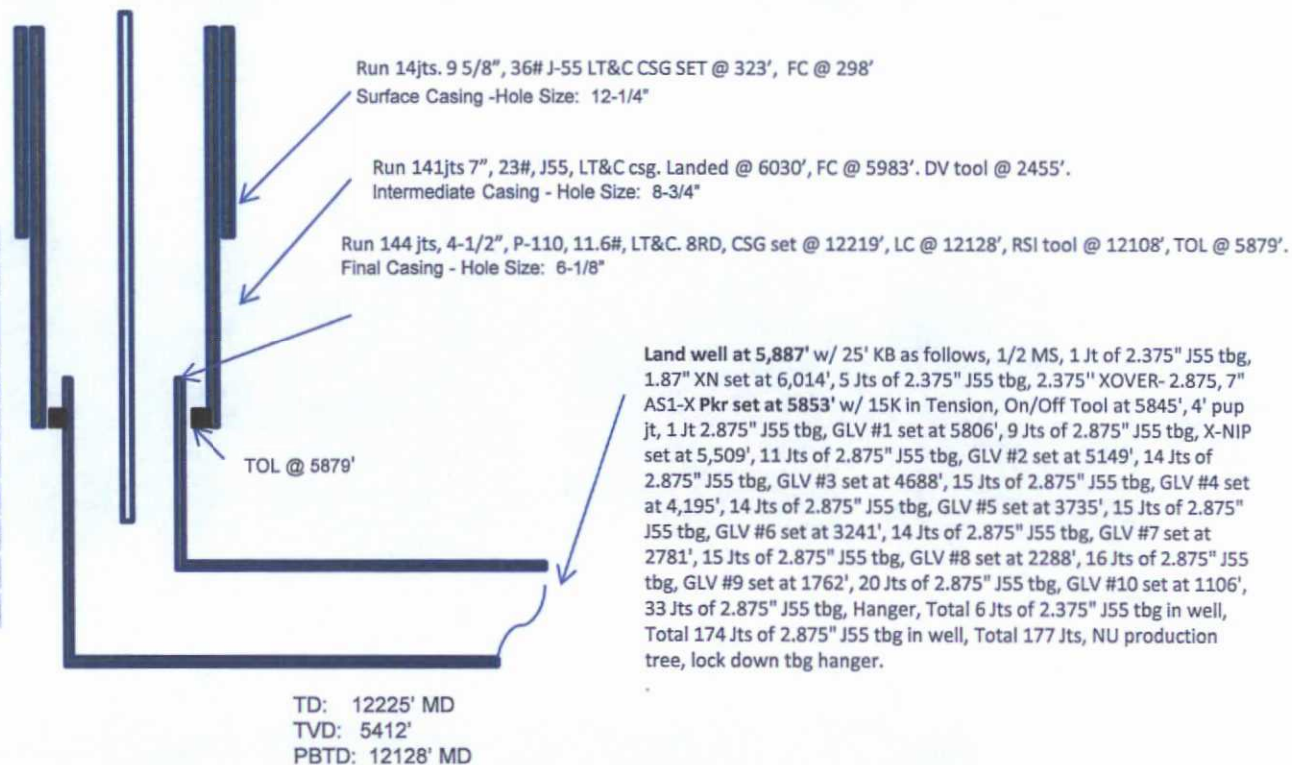 Run 14jts. 9 5/8", 36# J-55 LT&C CSG SET @ 323', FC @ 298'
Surface Casing -Hole Size: 12-1/4"
Run 141jts 7", 23#, J55, LT&C csg. Landed @ 6030', FC @ 5983'. DV tool @ 2455'.
Intermediate Casing - Hole Size: 8-3/4"
Run 144 jts, 4-1/2", P-110, 11.6#, LT&C. 8RD, CSG set @ 12219', LC @ 12128', RSI tool @ 12108', TOL @ 5879'.
Final Casing - Hole Size: 6-1/8"
Land well at 5,887' w/ 25' KB as follows, 1/2 MS, 1 Jt of 2.375" J55 tbg,
1.87" XN set at 6,014', 5 Jts of 2.375" J55 tbg, 2.375'' XOVER- 2.875, 7"
AS1-X Pkr set at 5853' w/ 15K in Tension, On/Off Tool at 5845', 4' pup
jt, 1 Jt 2.875" J55 tbg, GLV #1 set at 5806', 9 Jts of 2.875" J55 tbg, X-NIP
set at 5,509', 11 Jts of 2.875" J55 tbg, GLV #2 set at 5149', 14 Jts of
2.875" J55 tbg, GLV #3 set at 4688', 15 Jts of 2.875" J55 tbg, GLV #4 set
at 4,195', 14 Jts of 2.875" J55 tbg, GLV #5 set at 3735', 15 Jts of 2.875"
J55 tbg, GLV #6 set at 3241', 14 Jts of 2.875" J55 tbg, GLV #7 set at
2781', 15 Jts of 2.875" J55 tbg, GLV #8 set at 2288', 16 Jts of 2.875" J55
tbg, GLV #9 set at 1762', 20 Jts of 2.875" J55 tbg, GLV #10 set at 1106',
33 Jts of 2.875" J55 tbg, Hanger, Total 6 Jts of 2.375" J55 tbg in well,
Total 174 Jts of 2.875" J55 tbg in well, Total 177 Jts, NU production
tree, lock down tbg hanger.
.
TOL @ 5879'
TD: 12225' MD
TVD: 5412'
PBTD: 12128' MD